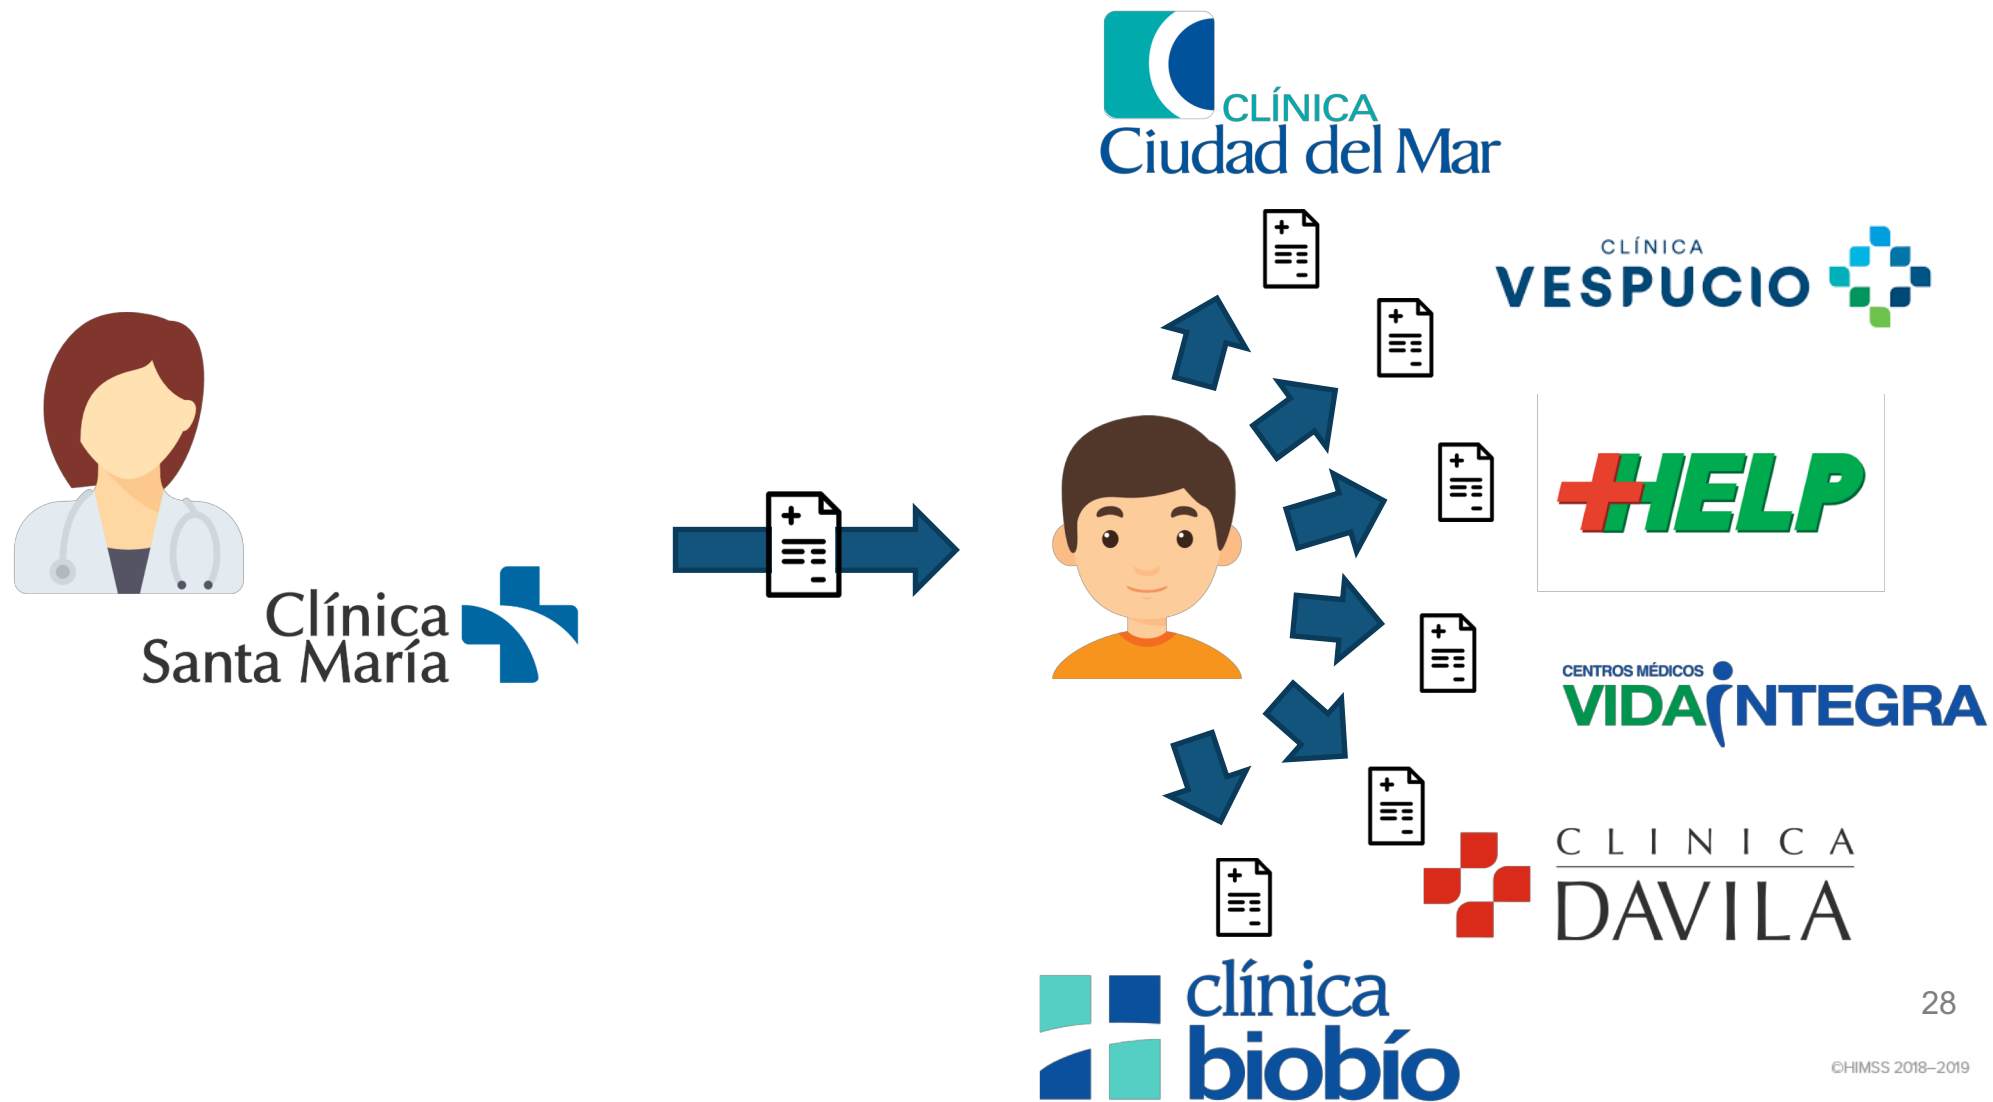 CLÍNICA
Ciudad del Mar
CLÍNICA
VESPUCIO
HELP
Clínica
Santa María
CENTROS MÉDICOS
VIDAINTEGRA
CLINICA
DAVILA
clínica
biobío
28
©HIMSS 2018–2019